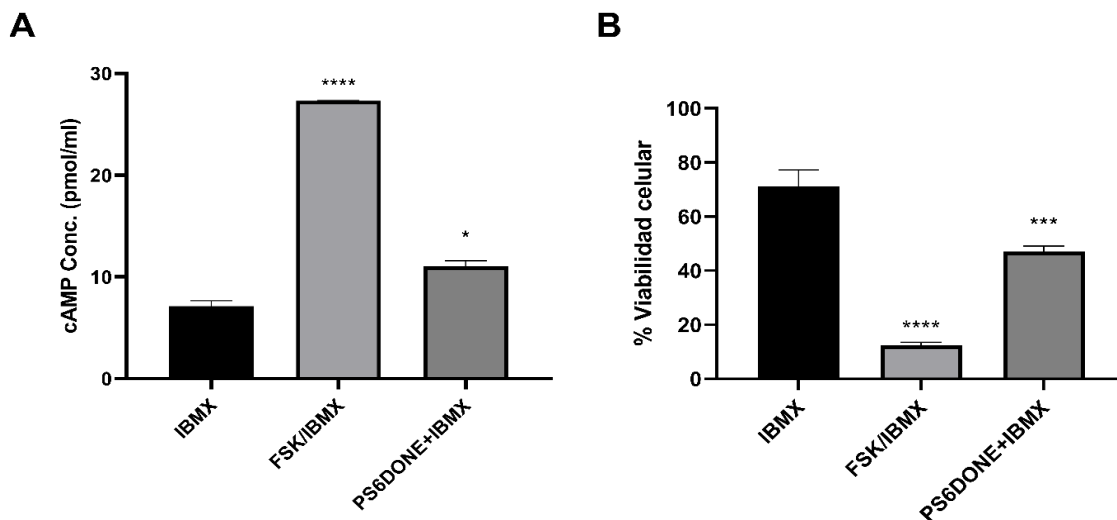 A
cAMP Conc. (pmol/ml)
30
20
10
0
****
*
IBMX
FSK/IBMX
PS6DONE+IBMX
B
% Viabilidad celular
100
80
60
40
20
0
****
***
IBMX
FSK/IBMX
PS6DONE+IBMX